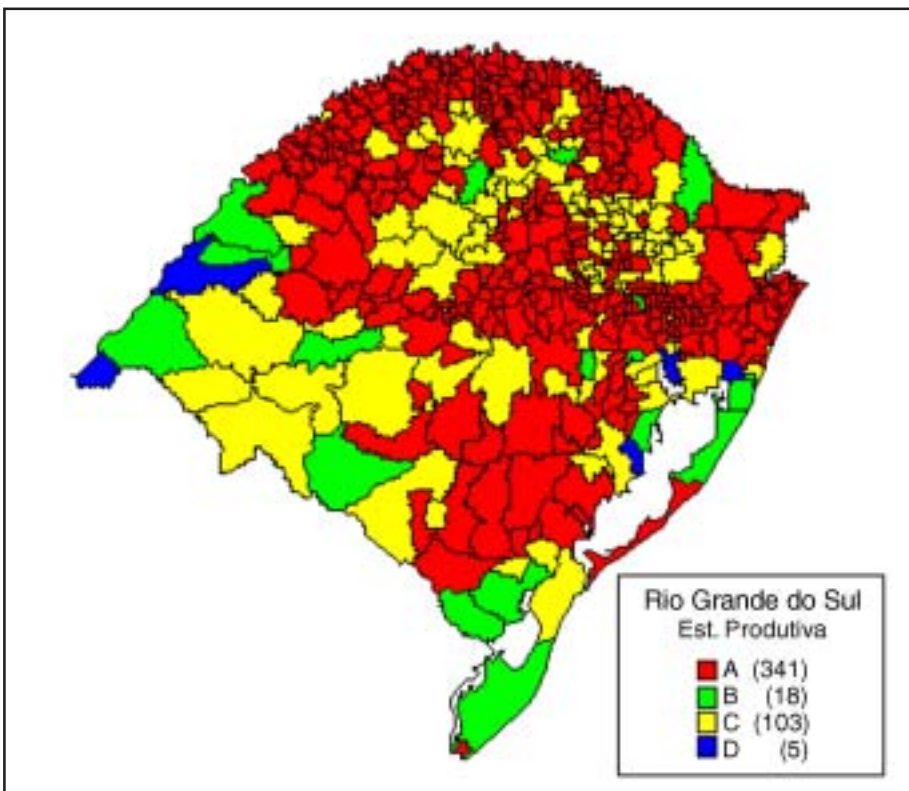 Rio Grande do Sul
Est. Produtiva
A (341)
B (18)
C (103)
D (5)